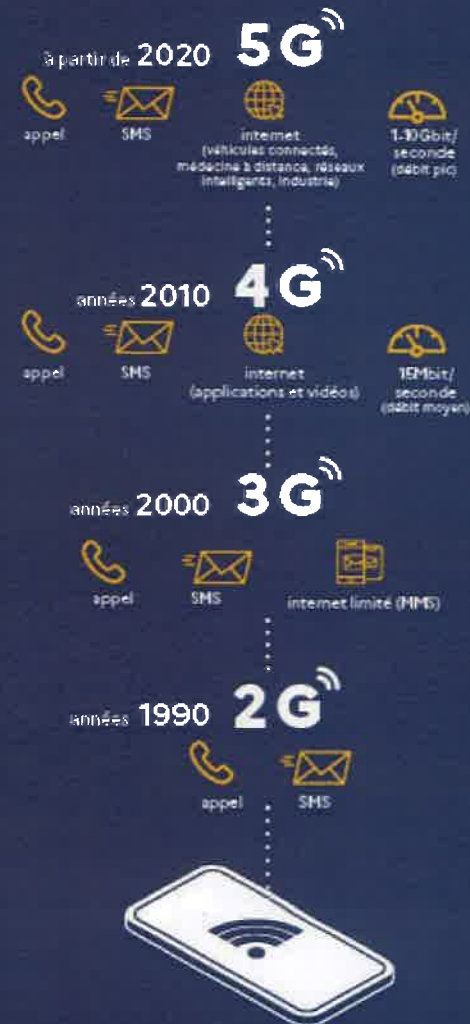 à partir de 2020 5G
appel
SMS
internet
(véhicules connectés,
médecine à distance, réseaux
intelligents, industrie)
1-10Gbit/
seconde
(débit pic)
années 2010 4G
appel
SMS
internet
(applications et vidéos)
15Mbit/
seconde
(débit moyen)
années 2000 3G
appel
SMS
internet limité (MMS)
années 1990 2G
appel
SMS